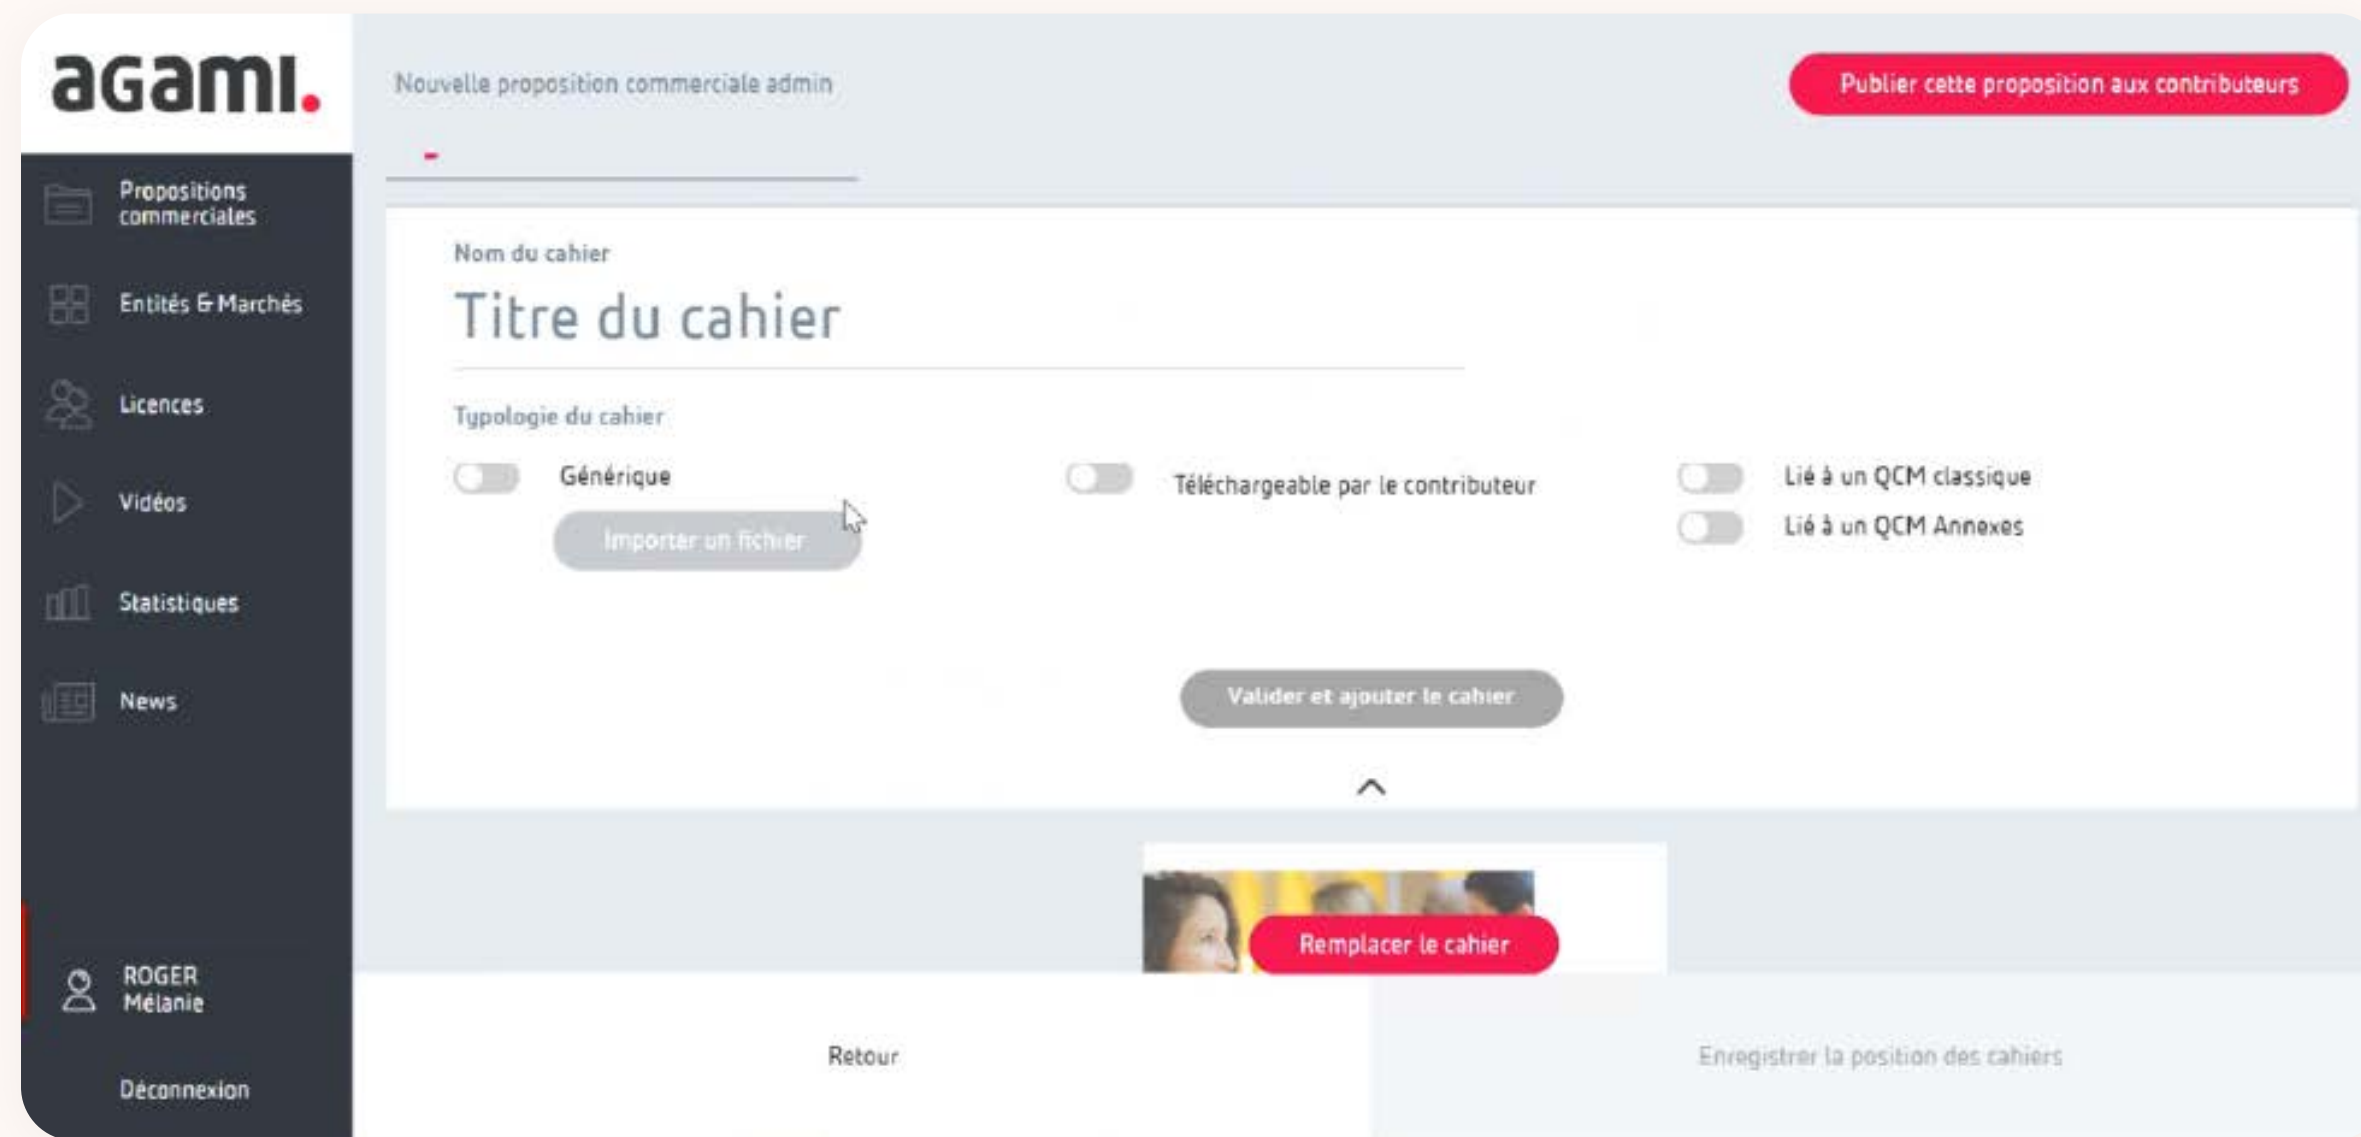 agami.
Nouvelle proposition commerciale admin
Publier cette proposition aux contributeurs
Propositions
commerciales
Entités & Marchés
Licences
Vidéos
Statistiques
News
ROGER
Mélanie
Déconnexion
Nom du cahier
Titre du cahier
Typologie du cahier
Générique
Importer un fichier
Téléchargeable par le contributeur
Lié à un QCM classique
Lié à un QCM Annexes
Valider et ajouter le cahier
Remplacer le cahier
Retour
Enregistrer la position des cahiers